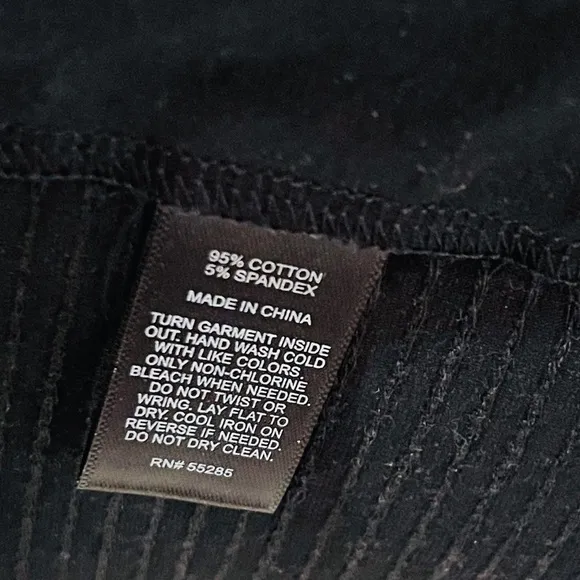 95% COTTON
5% SPANDEX
MADE IN CHINA
TURN GARMENT INSIDE
OUT. HAND WASH COLD
WITH LIKE COLORS.
ONLY NON-CHLORINE
BLEACH WHEN NEEDED.
DO NOT TWIST OR
WRING. LAY FLAT TO
DRY. COOL IRON ON
REVERSE IF NEEDED.
DO NOT DRY CLEAN.
RN# 55285